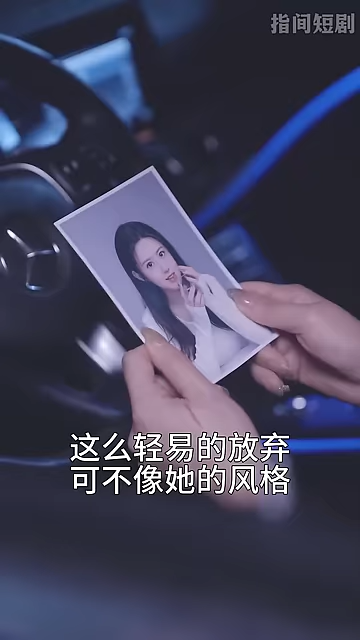 指间短剧
这么轻易的放弃
可不像她的风格